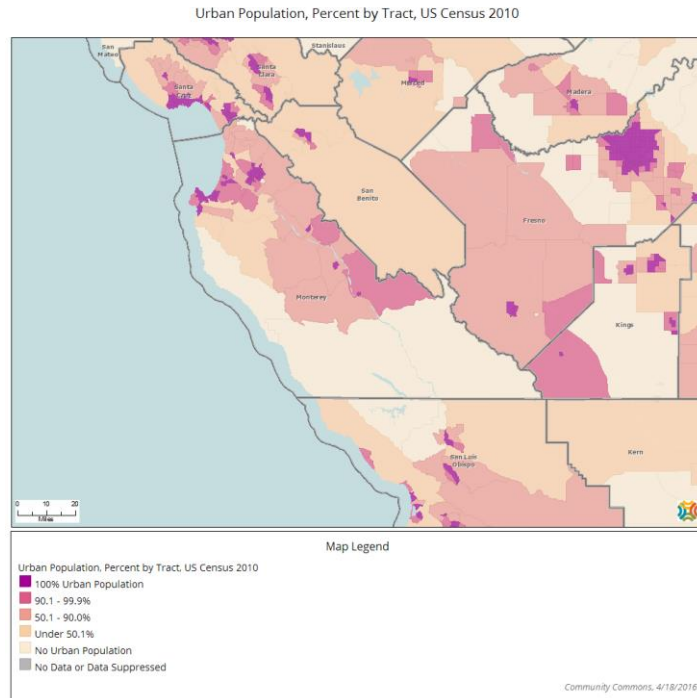 Urban Population, Percent by Tract, US Census 2010
San
Mateo
Stanislaus
Santa
Clara
Merced
Santa
Cruz
Madera
San
Benito
Fresno
Monterey
Kings
San Luis
Obispo
Kern
0 10 20
Miles
Map Legend
Urban Population, Percent by Tract, US Census 2010
100% Urban Population
90.1 - 99.9%
50.1 - 90.0%
Under 50.1%
No Urban Population
No Data or Data Suppressed
Community Commons, 4/18/2016